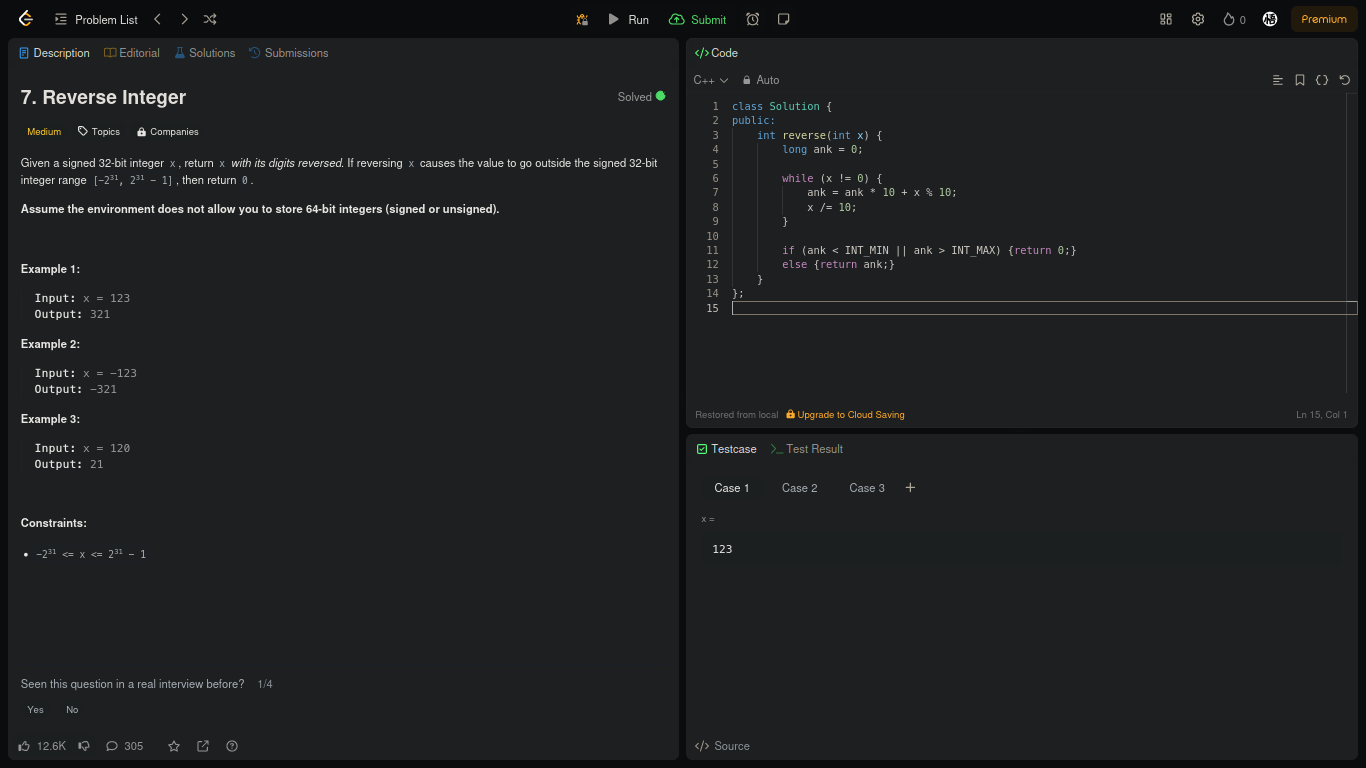 Problem List
Run
Submit
0
Premium
Description
Editorial
Solutions
Submissions
7. Reverse Integer
Solved
Medium
Topics
Companies
Given a signed 32-bit integer x, return x with its digits reversed. If reversing x causes the value to go outside the signed 32-bit
integer range [-2³¹, 2³¹ - 1], then return 0.
Assume the environment does not allow you to store 64-bit integers (signed or unsigned).
Example 1:
Input: x = 123
Output: 321
Example 2:
Input: x = -123
Output: -321
Example 3:
Input: x = 120
Output: 21
Constraints:
• -2³¹ <= x <= 2³¹ - 1
Seen this question in a real interview before? 1/4
Yes No
12.6K 305
</> Code
C++ Auto
1 class Solution {
2 public:
3     int reverse(int x) {
4         long ank = 0;
5
6         while (x != 0) {
7             ank = ank * 10 + x % 10;
8             x /= 10;
9         }
10
11         if (ank < INT_MIN || ank > INT_MAX) {return 0;}
12         else {return ank;}
13     }
14 };
15
Restored from local Upgrade to Cloud Saving Ln 15, Col 1
Testcase >_ Test Result
Case 1 Case 2 Case 3 +
x =
123
</> Source